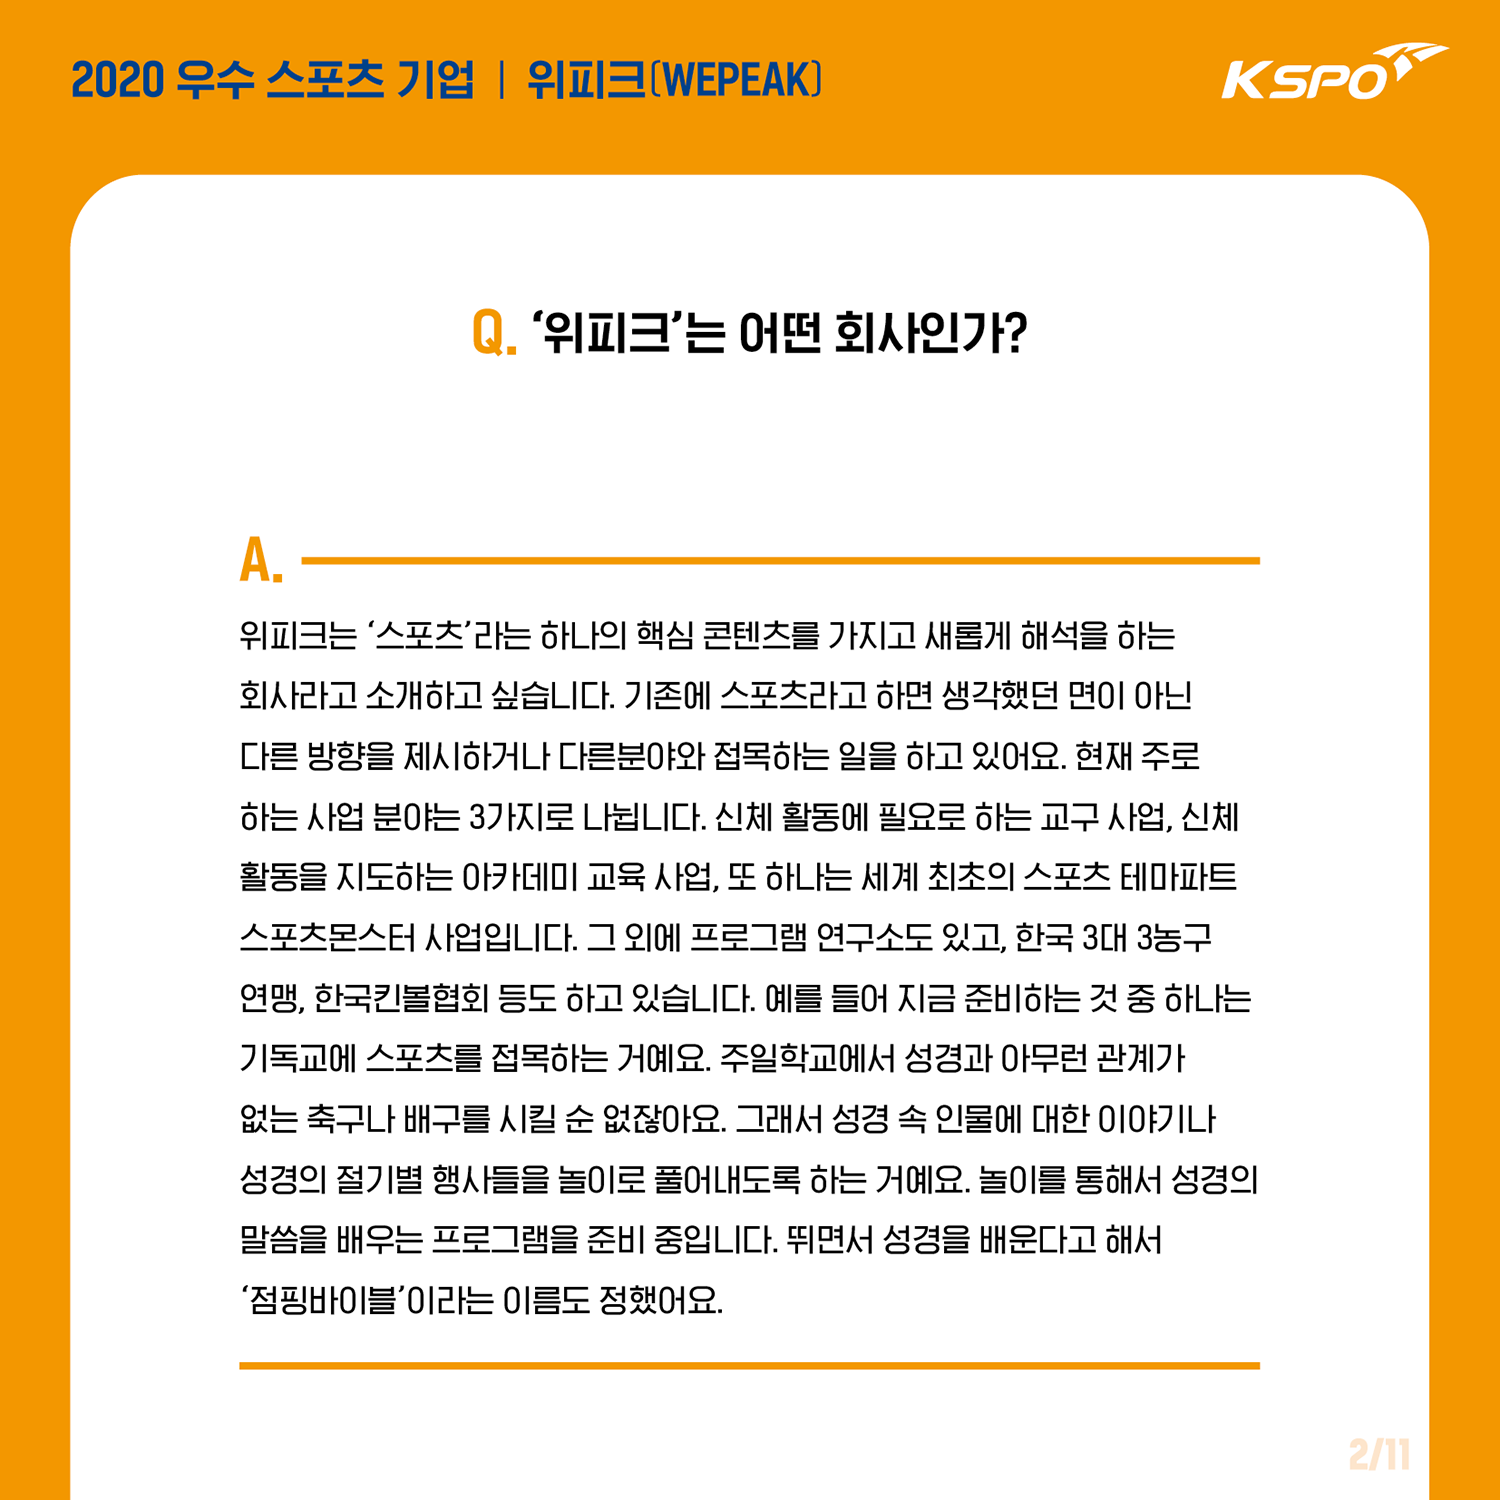 2020 우수 스포츠 기업 | 위피크(WEPEAK)
KSPO
Q. ‘위피크’는 어떤 회사인가?
A.
위피크는 ‘스포츠’라는 하나의 핵심 콘텐츠를 가지고 새롭게 해석을 하는
회사라고 소개하고 싶습니다. 기존에 스포츠라고 하면 생각했던 면이 아닌
다른 방향을 제시하거나 다른분야와 접목하는 일을 하고 있어요. 현재 주로
하는 사업 분야는 3가지로 나뉩니다. 신체 활동에 필요로 하는 교구 사업, 신체
활동을 지도하는 아카데미 교육 사업, 또 하나는 세계 최초의 스포츠 테마파트
스포츠몬스터 사업입니다. 그 외에 프로그램 연구소도 있고, 한국 3대 3농구
연맹, 한국킨볼협회 등도 하고 있습니다. 예를 들어 지금 준비하는 것 중 하나는
기독교에 스포츠를 접목하는 거예요. 주일학교에서 성경과 아무런 관계가
없는 축구나 배구를 시킬 순 없잖아요. 그래서 성경 속 인물에 대한 이야기나
성경의 절기별 행사들을 놀이로 풀어내도록 하는 거예요. 놀이를 통해서 성경의
말씀을 배우는 프로그램을 준비 중입니다. 뛰면서 성경을 배운다고 해서
‘점핑바이블’이라는 이름도 정했어요.
2/11